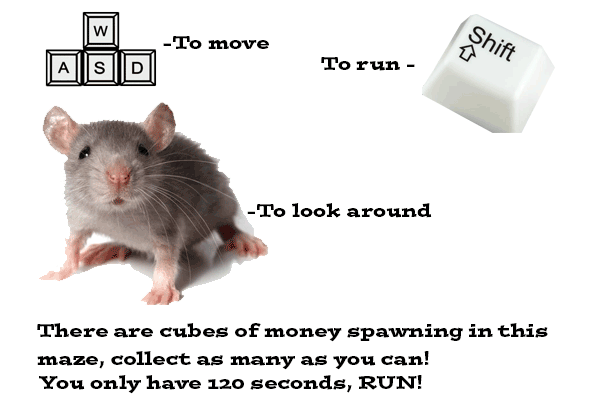 W
-To move
A S D
To run -
Shift
-To look around
There are cubes of money spawning in this
maze, collect as many as you can!
You only have 120 seconds, RUN!